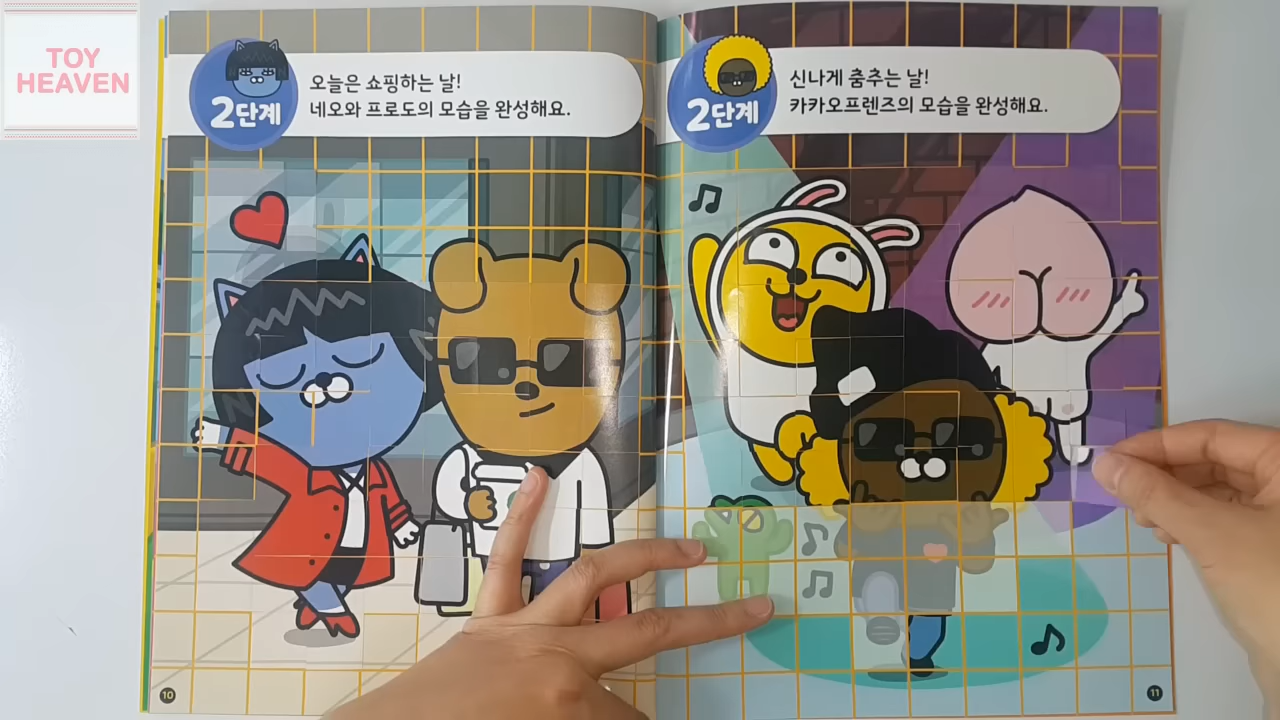 TOY
HEAVEN
2단계
오늘은 쇼핑하는 날!
네오와 프로도의 모습을 완성해요.
2단계
신나게 춤추는 날!
카카오프렌즈의 모습을 완성해요.
10
11